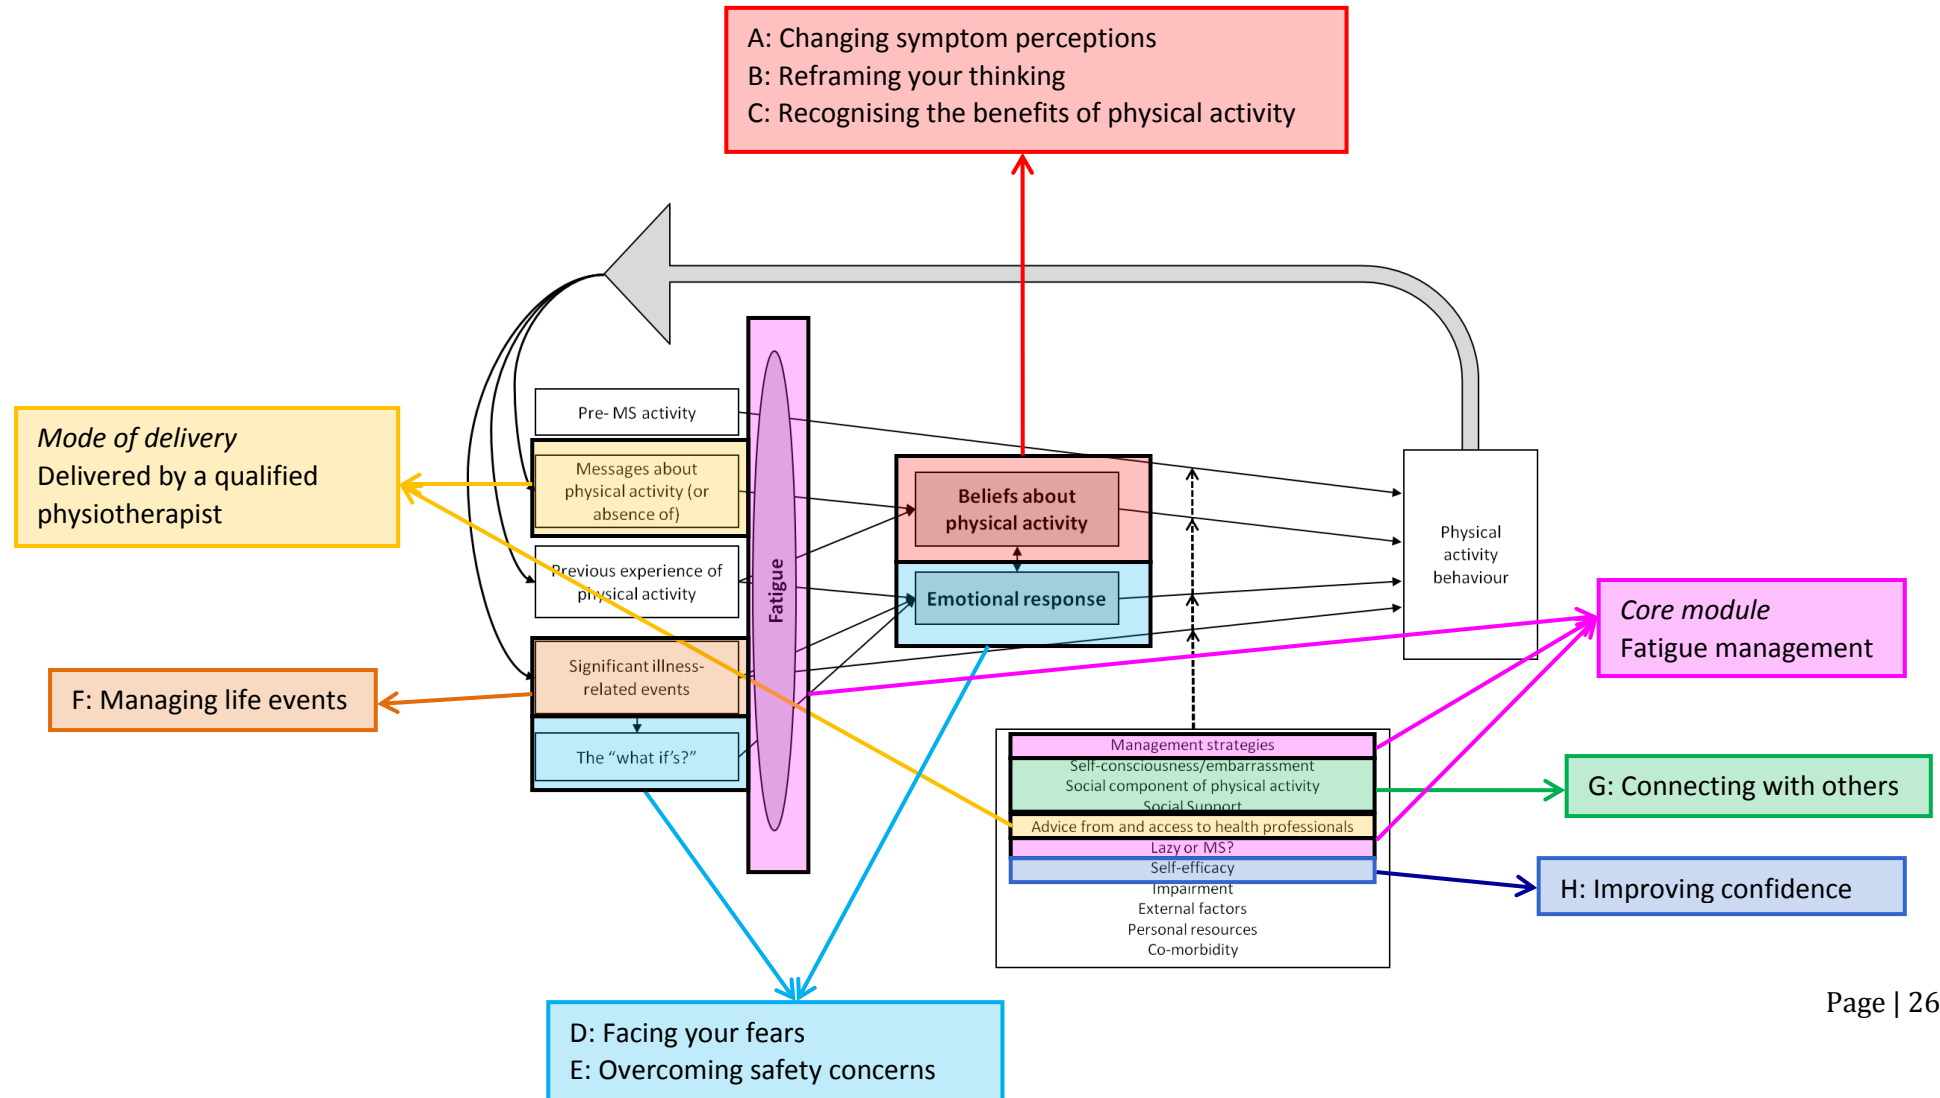 A: Changing symptom perceptions
B: Reframing your thinking
C: Recognising the benefits of physical activity
Pre- MS activity
Mode of delivery
Delivered by a qualified
physiotherapist
Messages about
physical activity (or
absence of)
Previous experience of
physical activity
Significant illness-
related events
The “what if’s?”
F: Managing life events
Fatigue
Beliefs about
physical activity
Emotional response
Physical
activity
behaviour
Core module
Fatigue management
Management strategies
Self-consciousness/embarrassment
Social component of physical activity
Social Support
Advice from and access to health professionals
Lazy or MS?
Self-efficacy
Impairment
External factors
Personal resources
Co-morbidity
G: Connecting with others
H: Improving confidence
D: Facing your fears
E: Overcoming safety concerns
Page | 26